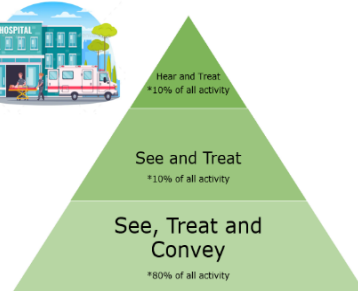 HOSPITAL
Hear and Treat
*10% of all activity
See and Treat
*10% of all activity
See, Treat and
Convey
*80% of all activity